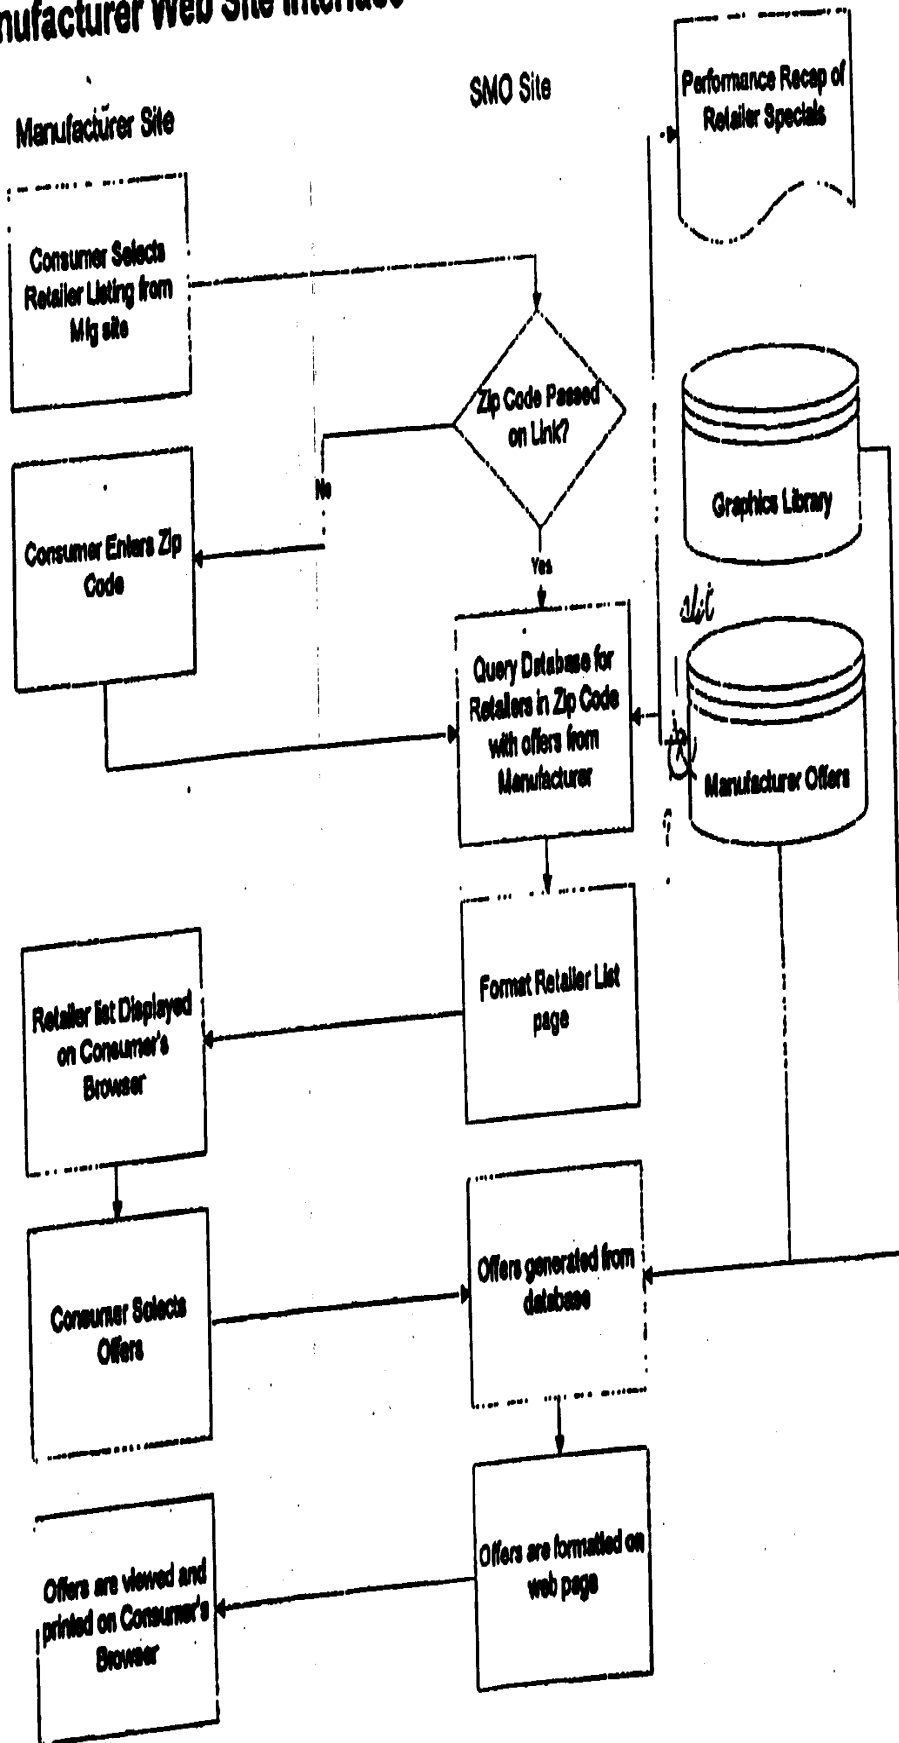 Manufacturer Web Site Interface
Manufacturer Site
SMO Site
Performance Recap of
Retailer Specials
Consumer Selects
Retailer Listing from
Mfg site
Zip Code Passed
on Link?
No
Yes
Graphics Library
Consumer Enters Zip
Code
Query Database for
Retailers in Zip Code
with offers from
Manufacturer
Manufacturer Offers
Format Retailer List
page
Retailer list Displayed
on Consumer's
Browser
Offers generated from
database
Consumer Selects
Offers
Offers are formatted on
web page
Offers are viewed and
printed on Consumer's
Browser